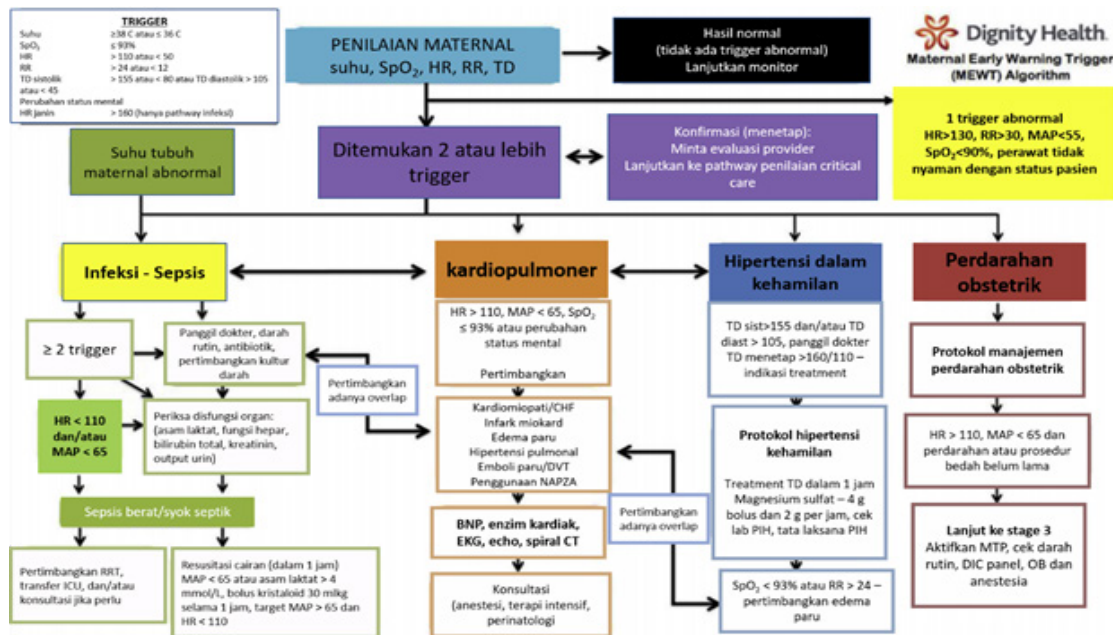 TRIGGER
Suhu ≥38 C atau ≤ 36 C
SpO₂ ≤ 93%
HR > 110 atau < 50
RR > 24 atau < 12
TD sistolik > 155 atau < 80 atau TD diastolik > 105
atau < 45
Perubahan status mental
HR Janin > 160 (hanya pathway infeksi)
PENILAIAN MATERNAL
suhu, SpO₂, HR, RR, TD
Hasil normal
(tidak ada trigger abnormal)
Lanjutkan monitor
Dignity Health
Maternal Early Warning Trigger
(MEWT) Algorithm
Suhu tubuh
maternal abnormal
Ditemukan 2 atau lebih
trigger
Konfirmasi (menetap):
Minta evaluasi provider
Lanjutkan ke pathway penilaian critical
care
1 trigger abnormal
HR>130, RR>30, MAP<55,
SpO₂<90%, perawat tidak
nyaman dengan status pasien
Infeksi - Sepsis
kardiopulmoner
Hipertensi dalam
kehamilan
Perdarahan
obstetrik
≥ 2 trigger
Panggil dokter, darah
rutin, antibiotik,
pertimbangkan kultur
darah
HR < 110
dan/atau
MAP < 65
Periksa disfungsi organ:
(asam laktat, fungsi hepar,
bilirubin total, kreatinin,
output urin)
Sepsis berat/syok septik
Pertimbangkan RRT,
transfer ICU, dan/atau
konsultasi jika perlu
Resusitasi cairan (dalam 1 jam)
MAP < 65 atau asam laktat > 4
mmol/L, bolus kristaloid 30 mlkg
selama 1 jam, target MAP > 65 dan
HR < 110
Pertimbangkan
adanya overlap
HR > 110, MAP < 65, SpO₂
≤ 93% atau perubahan
status mental
Pertimbangkan
Kardiomiopati/CHF
Infark miokard
Edema paru
Hipertensi pulmonal
Emboli paru/DVT
Penggunaan NAPZA
BNP, enzim kardiak,
EKG, echo, spiral CT
Konsultasi
(anestesi, terapi intensif,
perinatologi
Pertimbangkan
adanya overlap
TD sist>155 dan/atau TD
diast > 105, panggil dokter
TD menetap >160/110 –
indikasi treatment
Protokol hipertensi
kehamilan
Treatment TD dalam 1 jam
Magnesium sulfat – 4 g
bolus dan 2 g per jam, cek
lab PIH, tata laksana PIH
SpO₂ < 93% atau RR > 24 –
pertimbangkan edema
paru
Protokol manajemen
perdarahan obstetrik
HR > 110, MAP < 65 dan
perdarahan atau prosedur
bedah belum lama
Lanjut ke stage 3
Aktifkan MTP, cek darah
rutin, DIC panel, OB dan
anestesia